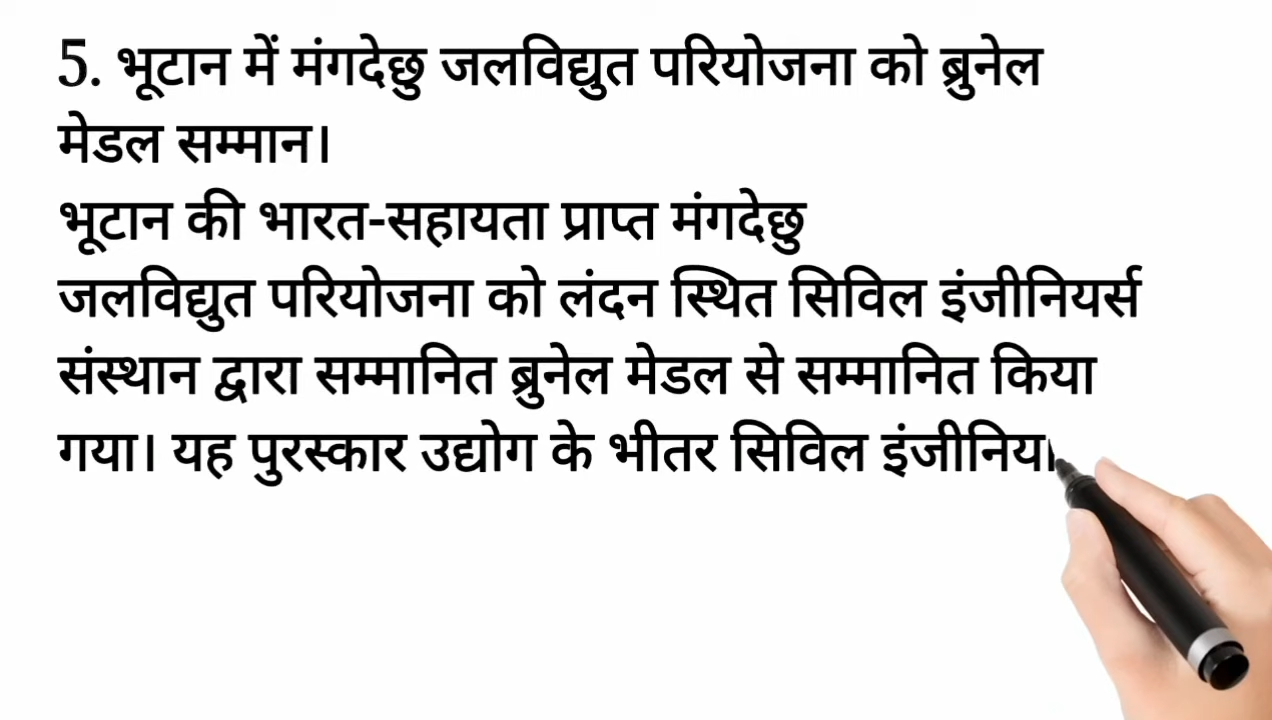 5. भूटान में मंगदेछु जलविद्युत परियोजना को ब्रुनेल
मेडल सम्मान।
भूटान की भारत-सहायता प्राप्त मंगदेछु
जलविद्युत परियोजना को लंदन स्थित सिविल इंजीनियर्स
संस्थान द्वारा सम्मानित ब्रुनेल मेडल से सम्मानित किया
गया। यह पुरस्कार उद्योग के भीतर सिविल